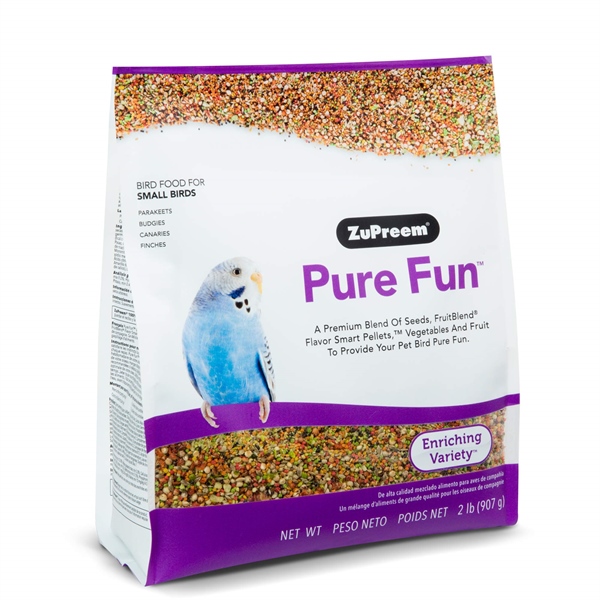 BIRD FOOD FOR
SMALL BIRDS
PARAKEETS
BUDGIES
CANARIES
FINCHES
ZuPreem®
Pure Fun™
A Premium Blend Of Seeds, FruitBlend®
Flavor Smart Pellets,™ Vegetables And Fruit
To Provide Your Pet Bird Pure Fun.
Enriching
Variety™
De alta calidad mezclado alimento para aves de compañía
Un mélange d'aliments de grande qualité pour les oiseaux de compagnie
NET WT PESO NETO POIDS NET 2 lb (907 g)